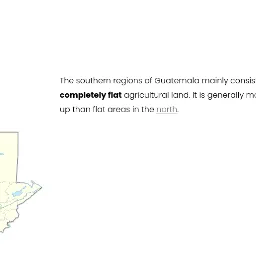 The southern regions of Guatemala mainly consis
completely flat agricultural land. It is generally m
up than flat areas in the north.